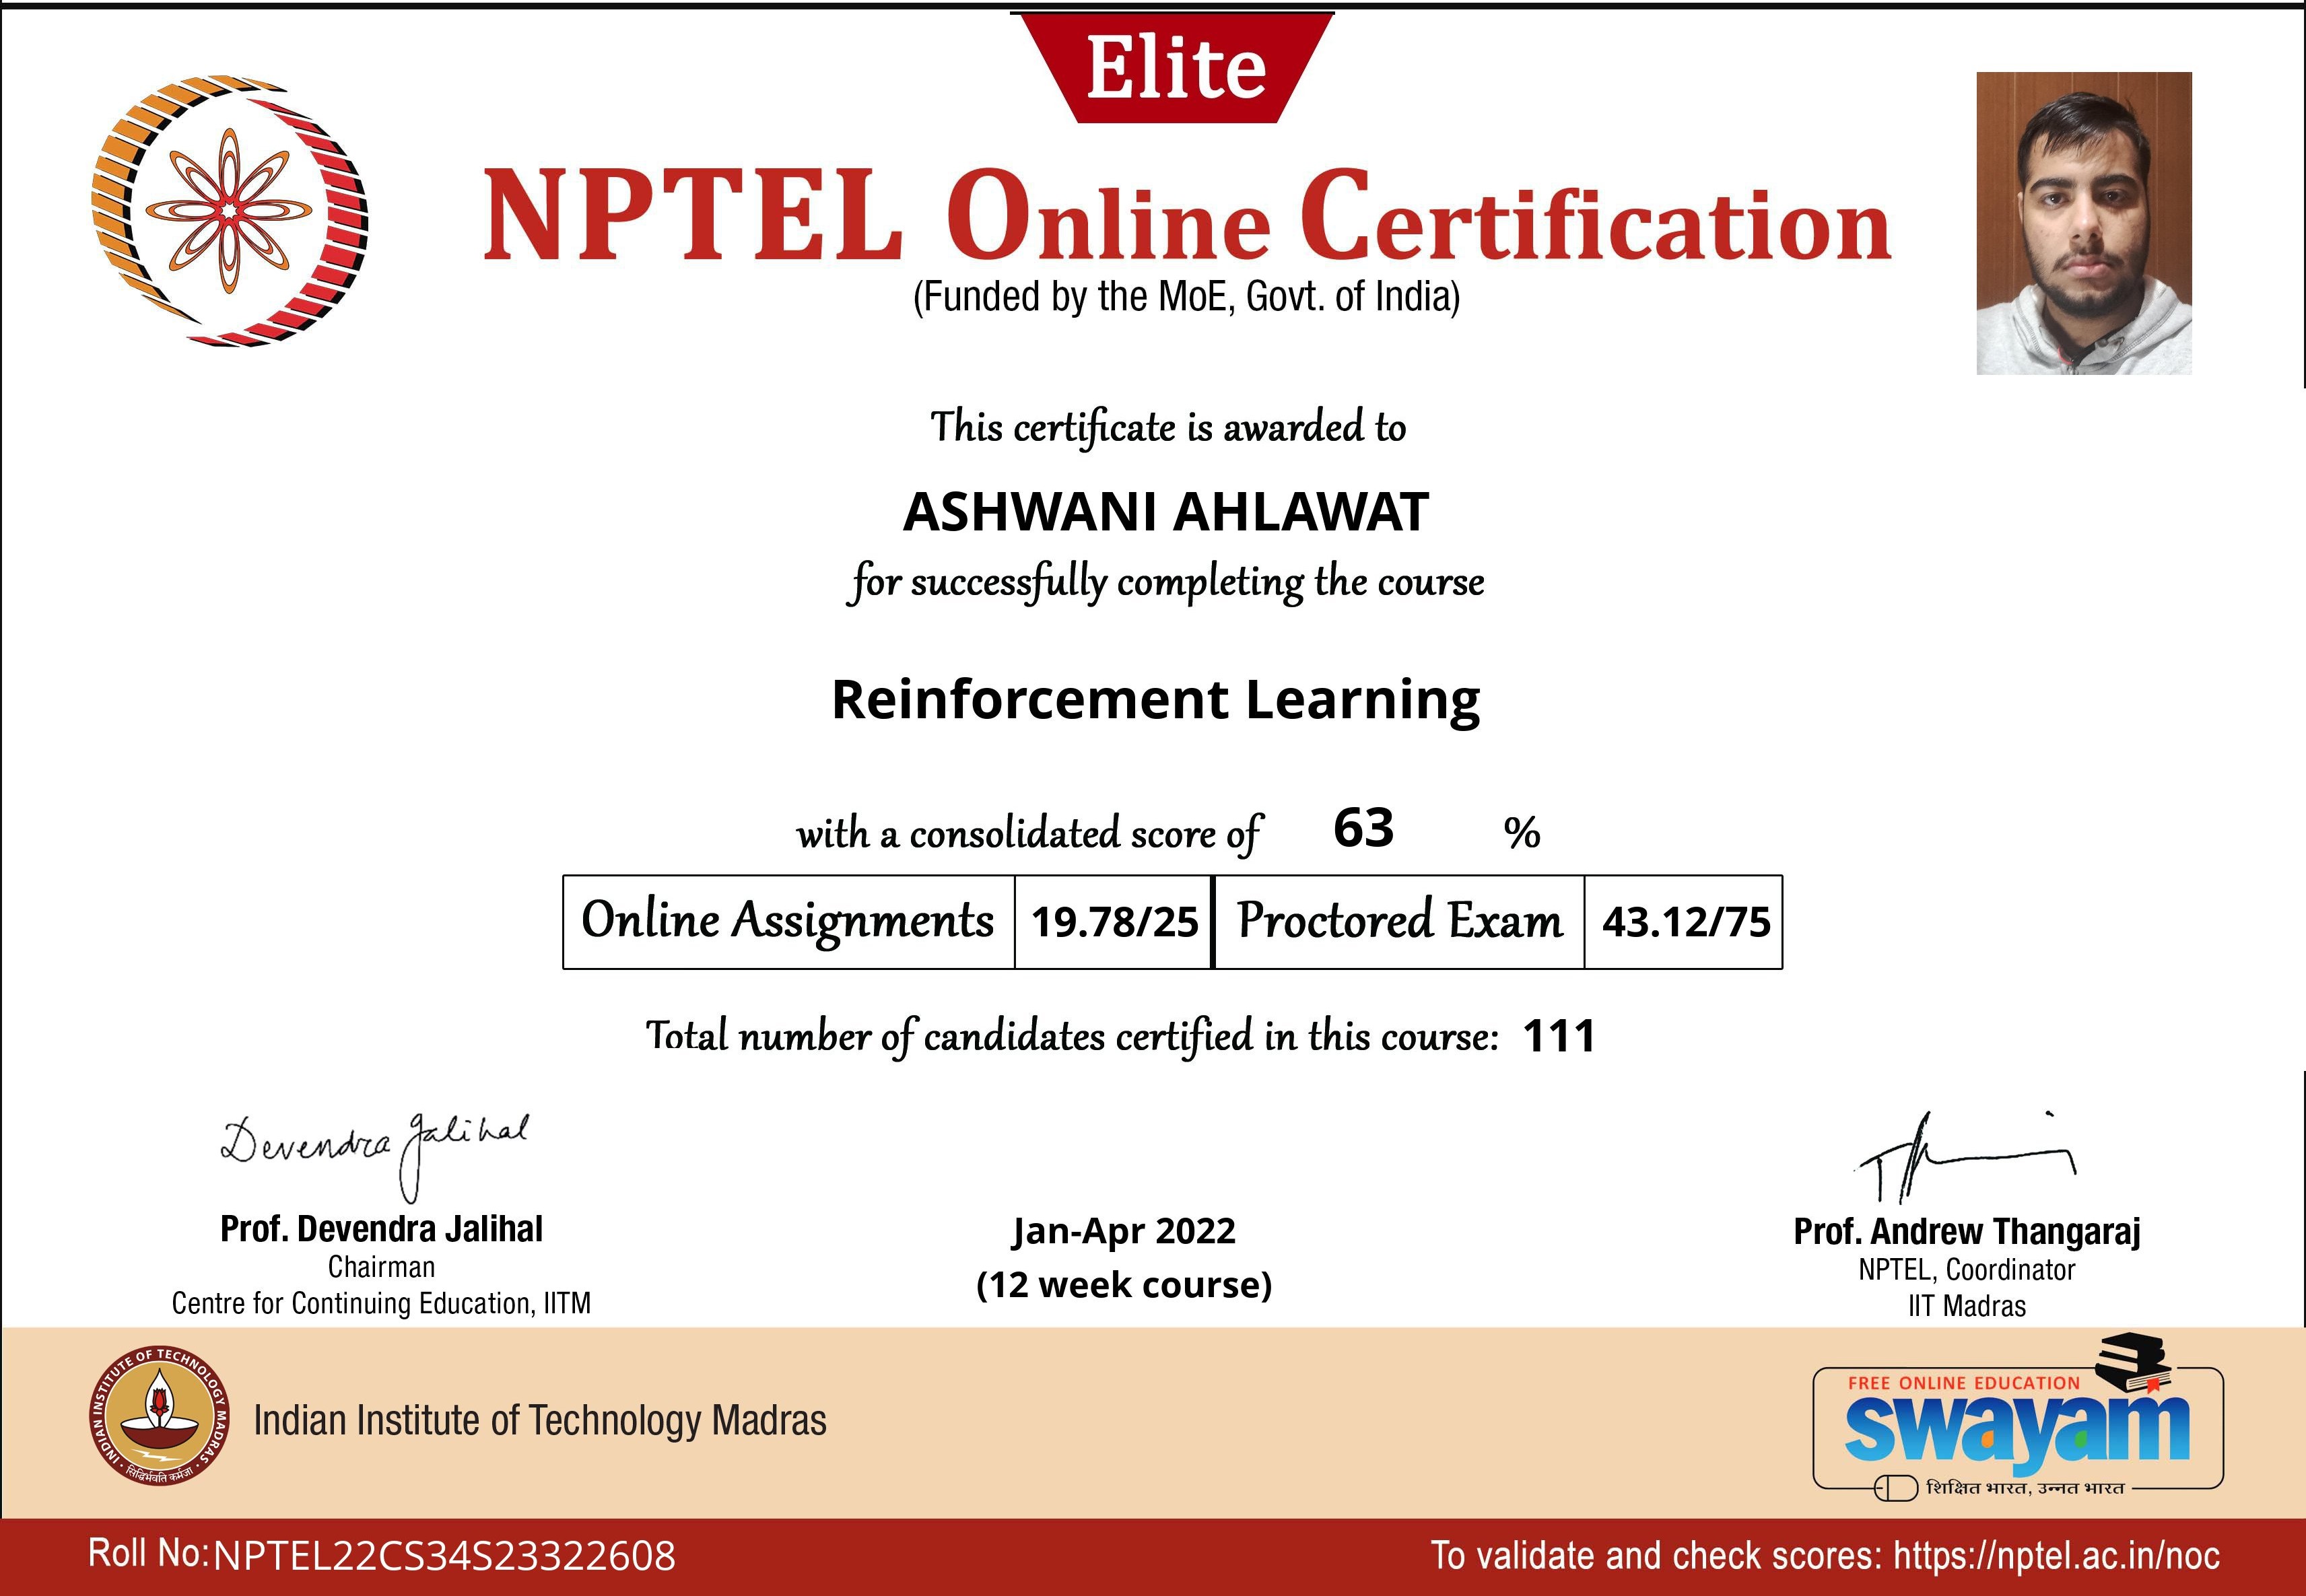 Elite
NPTEL Online Certification
(Funded by the MoE, Govt. of India)
This certificate is awarded to
ASHWANI AHLAWAT
for successfully completing the course
Reinforcement Learning
with a consolidated score of 63 %
Online Assignments 19.78/25 Proctored Exam 43.12/75
Total number of candidates certified in this course: 111
Devendra Jalihal
Prof. Devendra Jalihal
Chairman
Centre for Continuing Education, IITM
Jan-Apr 2022
(12 week course)
Prof. Andrew Thangaraj
NPTEL, Coordinator
IIT Madras
INDIAN INSTITUTE OF TECHNOLOGY MADRAS
सिद्धिर्भवति कर्मजा
Indian Institute of Technology Madras
FREE ONLINE EDUCATION
swayam
शिक्षित भारत, उन्नत भारत
Roll No:NPTEL22CS34S23322608
To validate and check scores: https://nptel.ac.in/noc